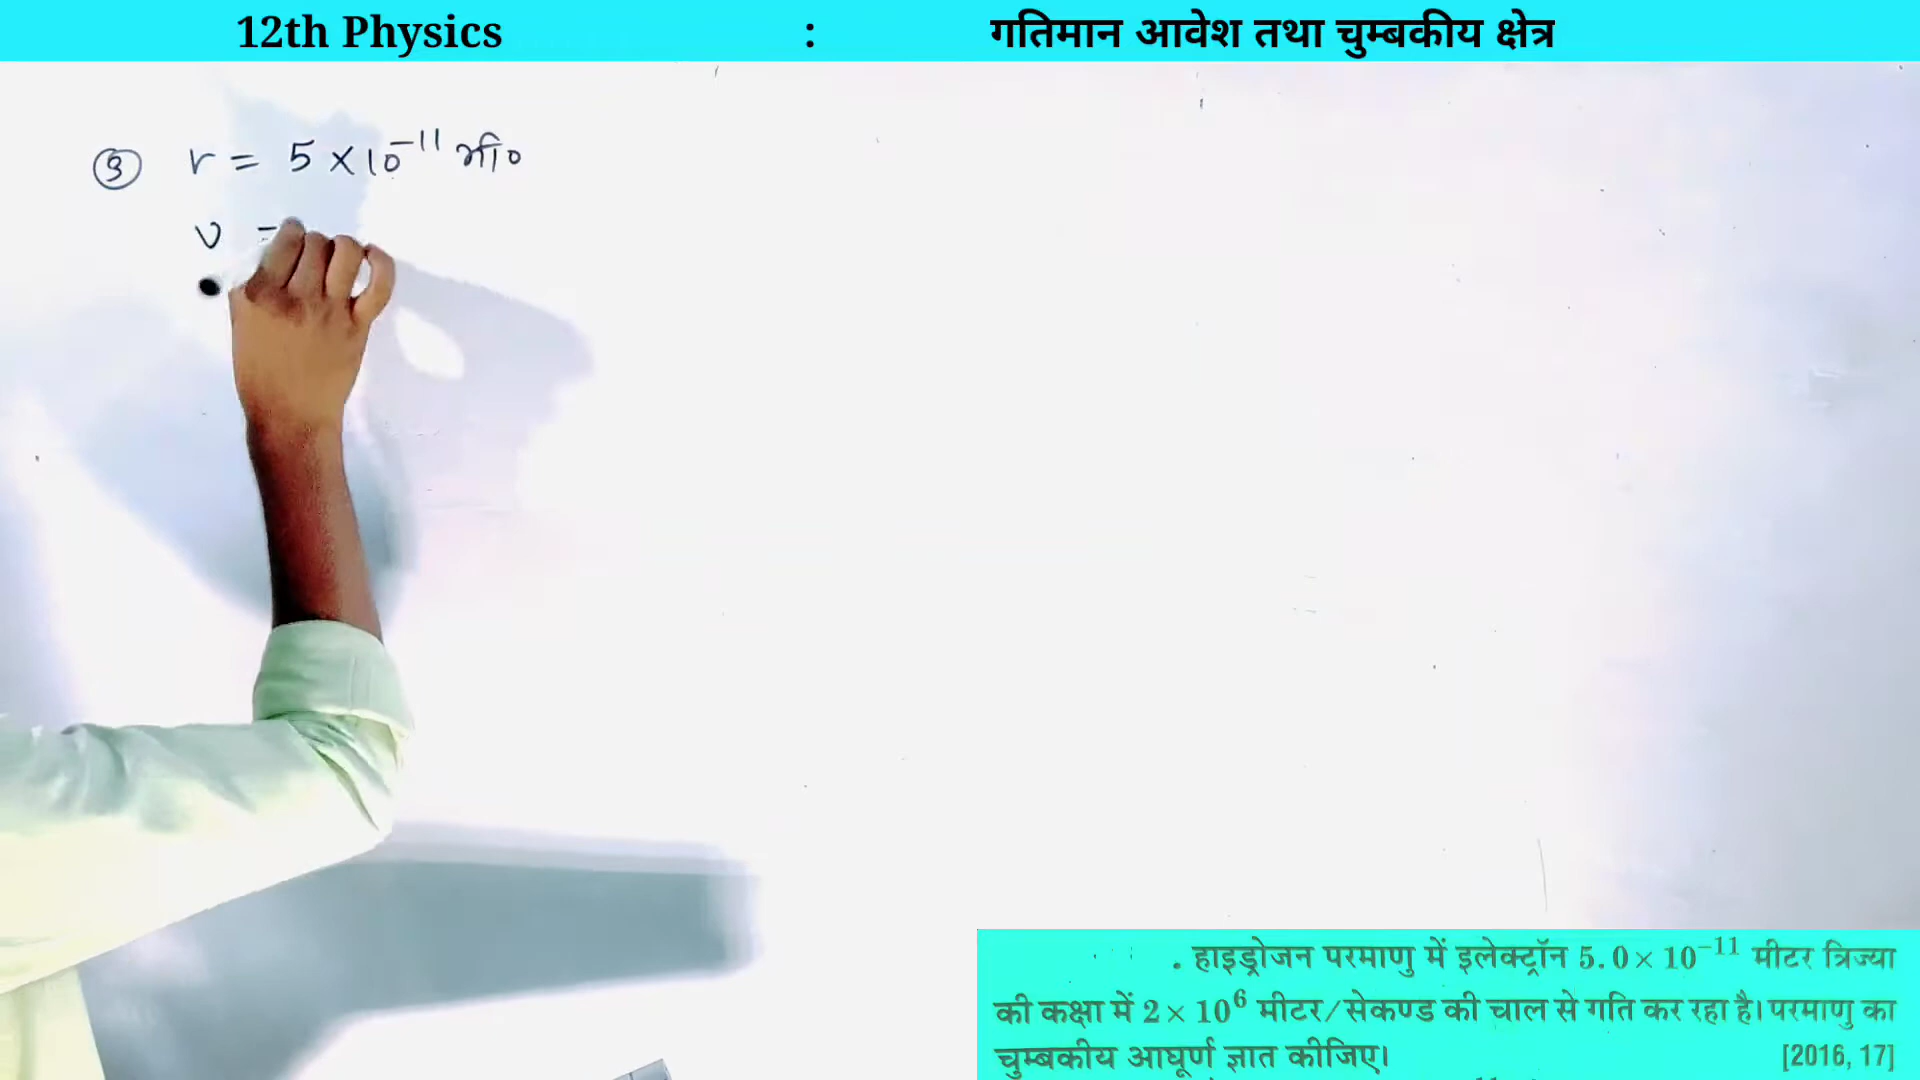 12th Physics : गतिमान आवेश तथा चुम्बकीय क्षेत्र
③ r = 5 × 10⁻¹¹ मी०
v =
. हाइड्रोजन परमाणु में इलेक्ट्रॉन 5.0 × 10⁻¹¹ मीटर त्रिज्या
की कक्षा में 2 × 10⁶ मीटर/सेकण्ड की चाल से गति कर रहा है। परमाणु का
चुम्बकीय आघूर्ण ज्ञात कीजिए। [2016, 17]